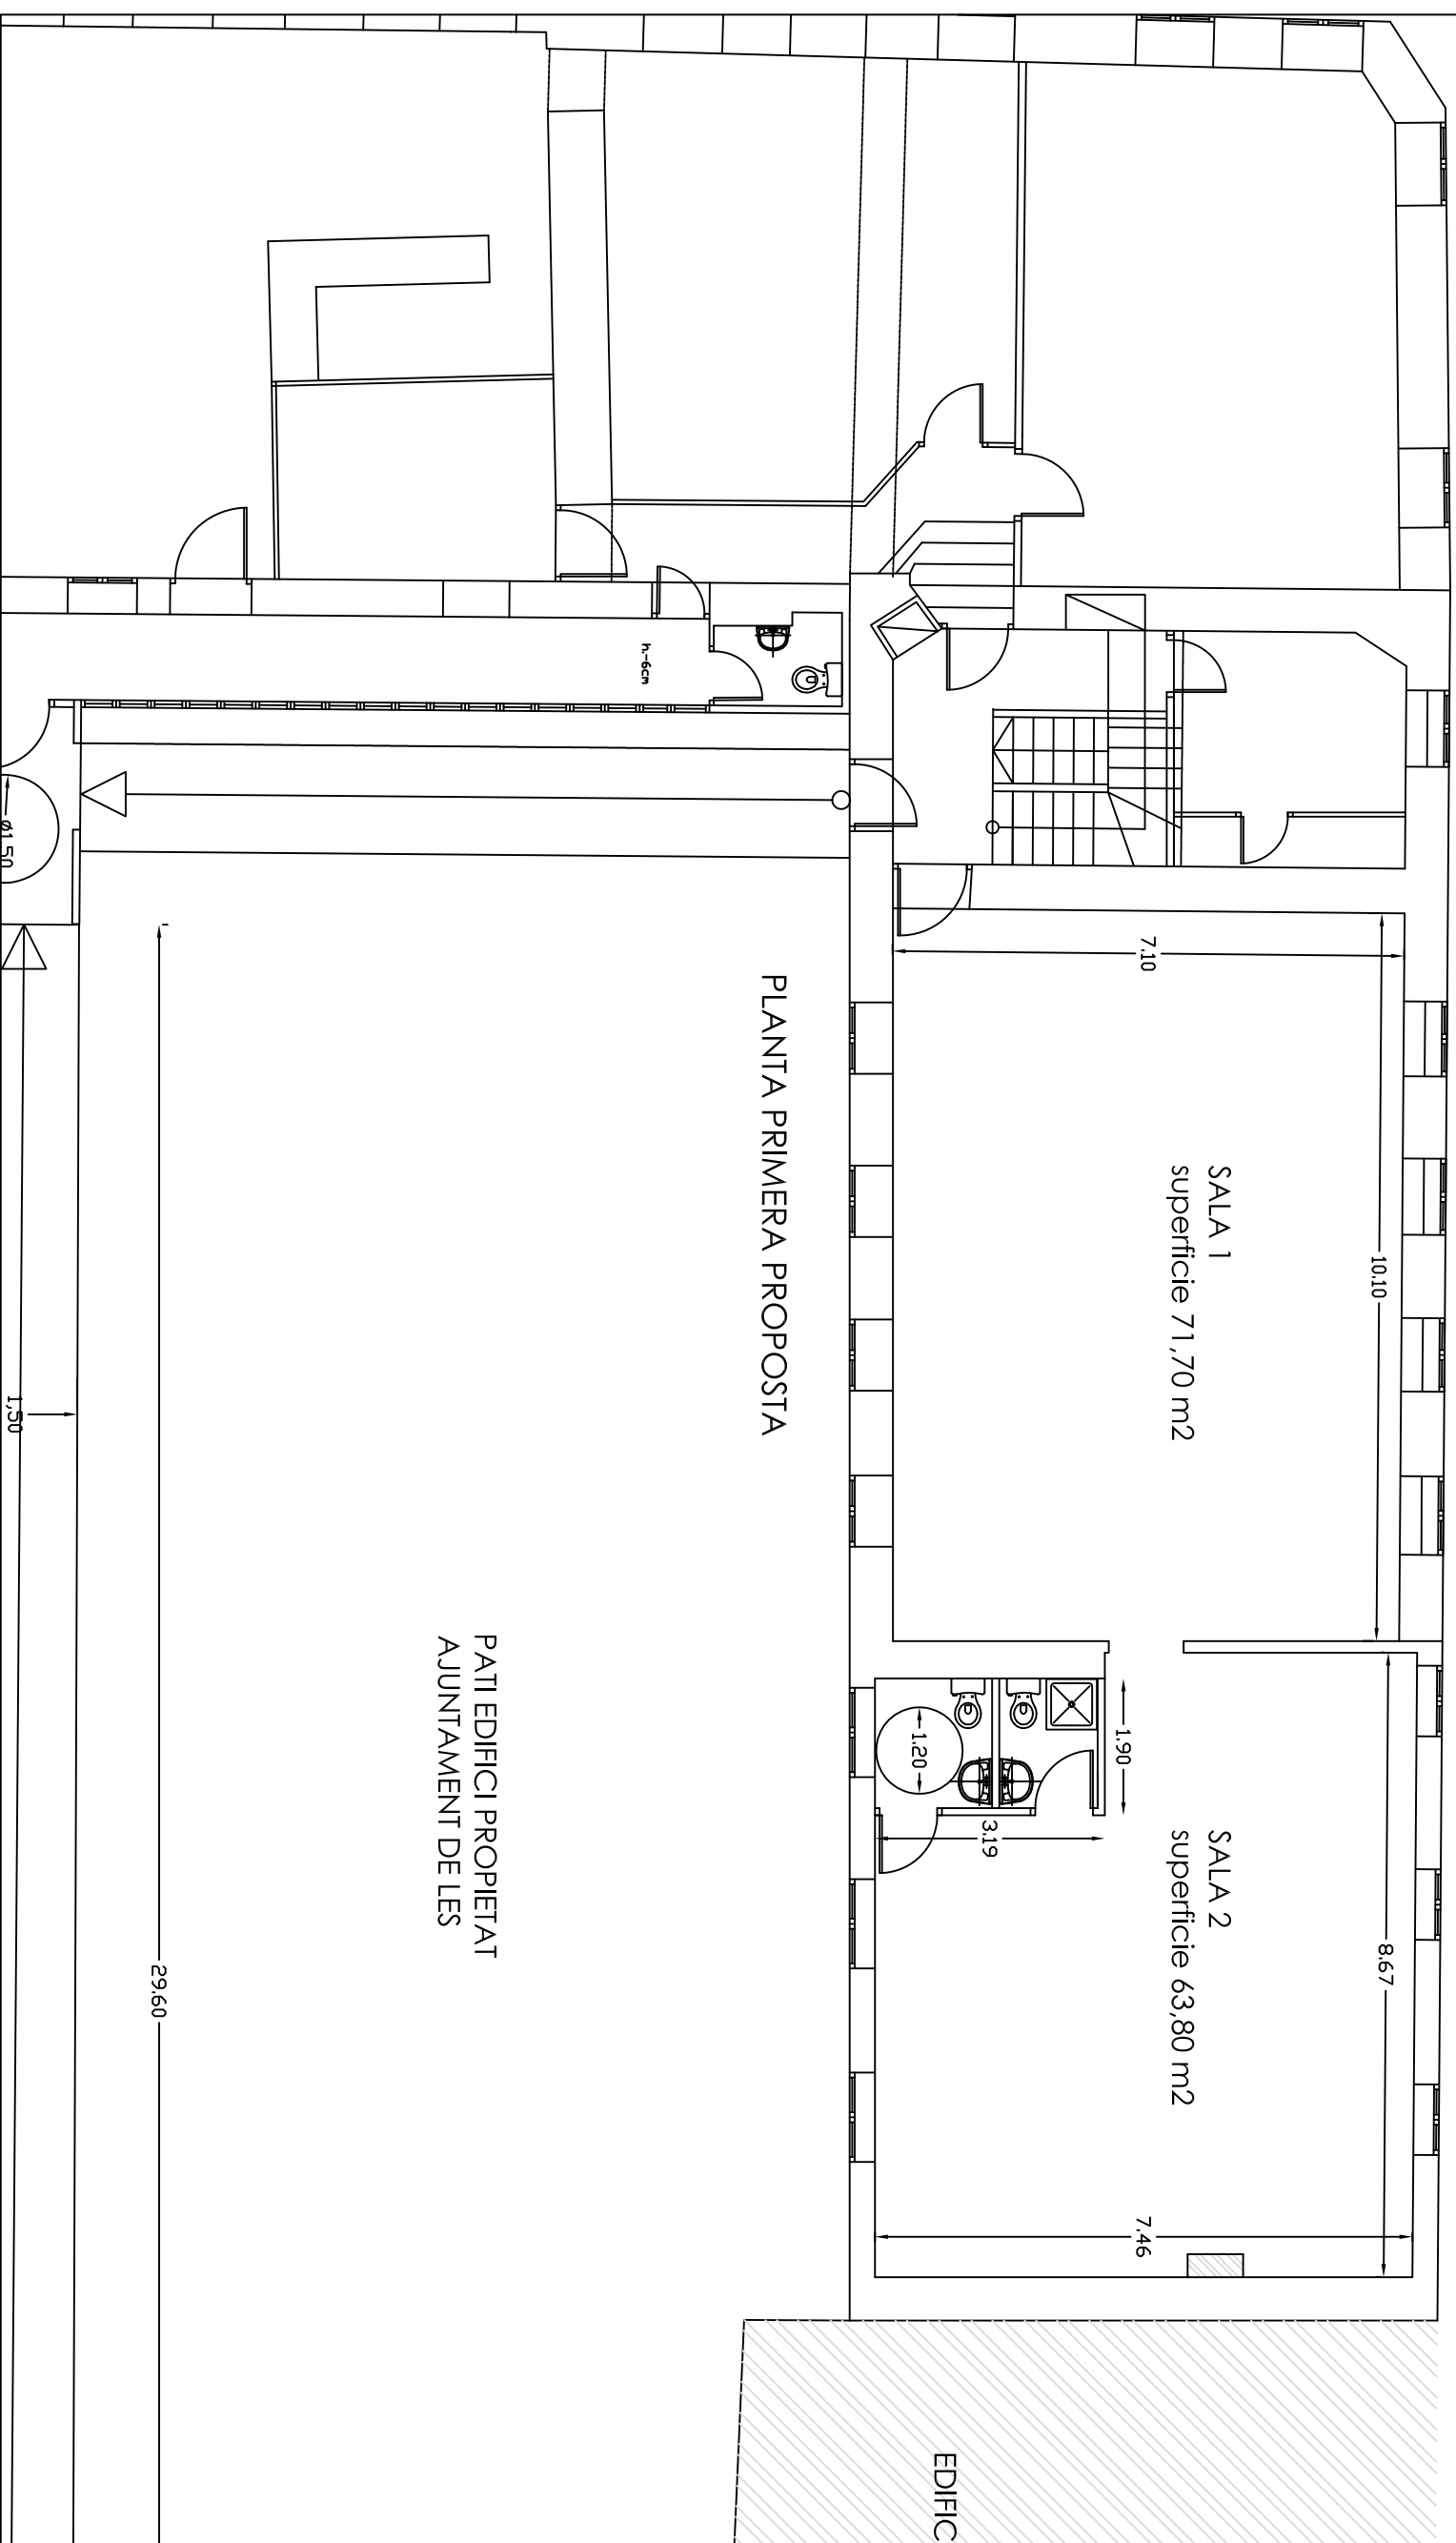 SALA 1
superficie 71,70 m2
7.10
10.10
SALA 2
superficie 63,80 m2
8.67
7.46
1.90
3.19
1.20
PLANTA PRIMERA PROPOSTA
h.-6cm
PATI EDIFICI PROPIETAT
AJUNTAMENT DE LES
29.60
Ø1.50
1,50
EDIFIC